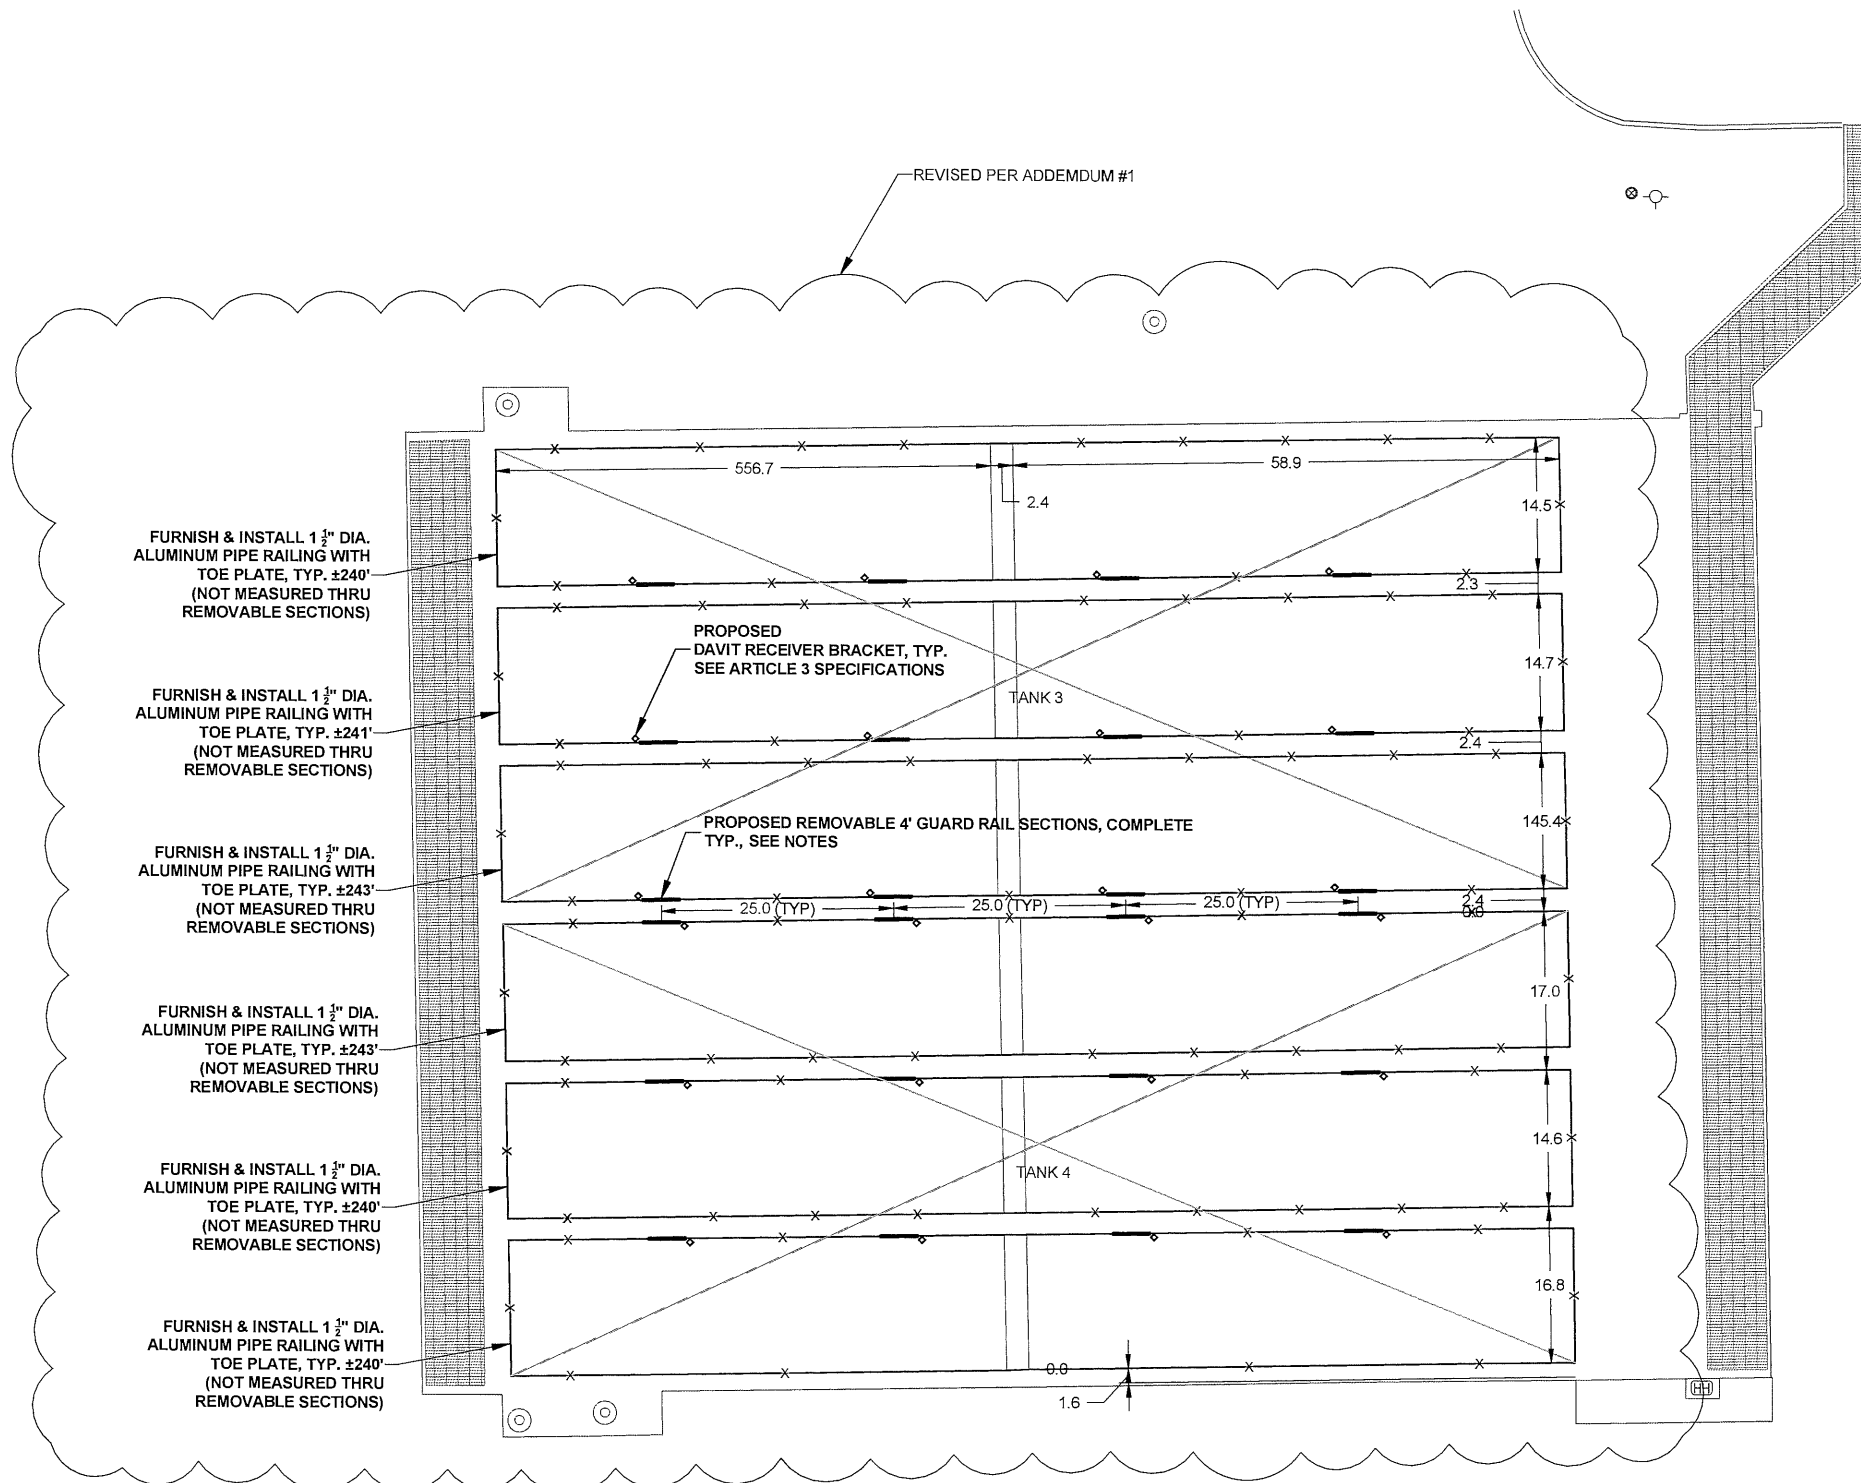 REVISED PER ADDEMDUM #1
556.7
58.9
2.4
14.5
FURNISH & INSTALL 1 1/2" DIA.
ALUMINUM PIPE RAILING WITH
TOE PLATE, TYP. ±240'
(NOT MEASURED THRU
REMOVABLE SECTIONS)
2.3
PROPOSED
DAVIT RECEIVER BRACKET, TYP.
SEE ARTICLE 3 SPECIFICATIONS
14.7
TANK 3
FURNISH & INSTALL 1 1/2" DIA.
ALUMINUM PIPE RAILING WITH
TOE PLATE, TYP. ±241'
(NOT MEASURED THRU
REMOVABLE SECTIONS)
2.4
PROPOSED REMOVABLE 4' GUARD RAIL SECTIONS, COMPLETE
TYP., SEE NOTES
145.4
FURNISH & INSTALL 1 1/2" DIA.
ALUMINUM PIPE RAILING WITH
TOE PLATE, TYP. ±243'
(NOT MEASURED THRU
REMOVABLE SECTIONS)
25.0 (TYP)
25.0 (TYP)
25.0 (TYP)
2.4
0.0
17.0
FURNISH & INSTALL 1 1/2" DIA.
ALUMINUM PIPE RAILING WITH
TOE PLATE, TYP. ±243'
(NOT MEASURED THRU
REMOVABLE SECTIONS)
14.6
TANK 4
FURNISH & INSTALL 1 1/2" DIA.
ALUMINUM PIPE RAILING WITH
TOE PLATE, TYP. ±240'
(NOT MEASURED THRU
REMOVABLE SECTIONS)
16.8
FURNISH & INSTALL 1 1/2" DIA.
ALUMINUM PIPE RAILING WITH
TOE PLATE, TYP. ±240'
(NOT MEASURED THRU
REMOVABLE SECTIONS)
0.0
1.6
HH